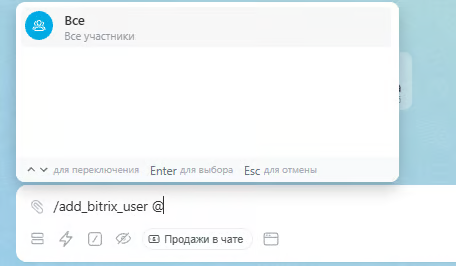 Все
Все участники
для переключения Enter для выбора Esc для отмены
/add_bitrix_user @
Продажи в чате